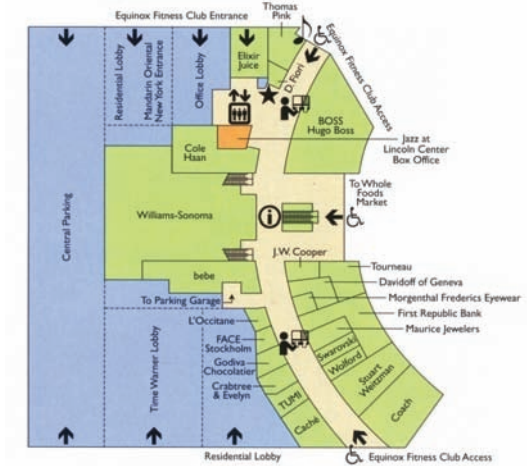 Equinox Fitness Club Entrance
Thomas
Pink
Equinox Fitness Club Access
Residential Lobby
Mandarin Oriental
New York Entrance
Office Lobby
Elixir
Juice
D. Fiori
BOSS
Hugo Boss
Jazz at
Lincoln Center
Box Office
Cole
Haan
To Whole
Foods
Market
Central Parking
Williams-Sonoma
i
J.W. Cooper
Tourneau
bebe
Davidoff of Geneva
To Parking Garage
Morgenthal Frederics Eyewear
First Republic Bank
L'Occitane
Maurice Jewelers
FACE
Stockholm
Swarovski
Godiva
Chocolatier
Wolford
Crabtree
& Evelyn
Stuart
Weitzman
Time Warner Lobby
TUMI
Coach
Caché
Residential Lobby
Equinox Fitness Club Access